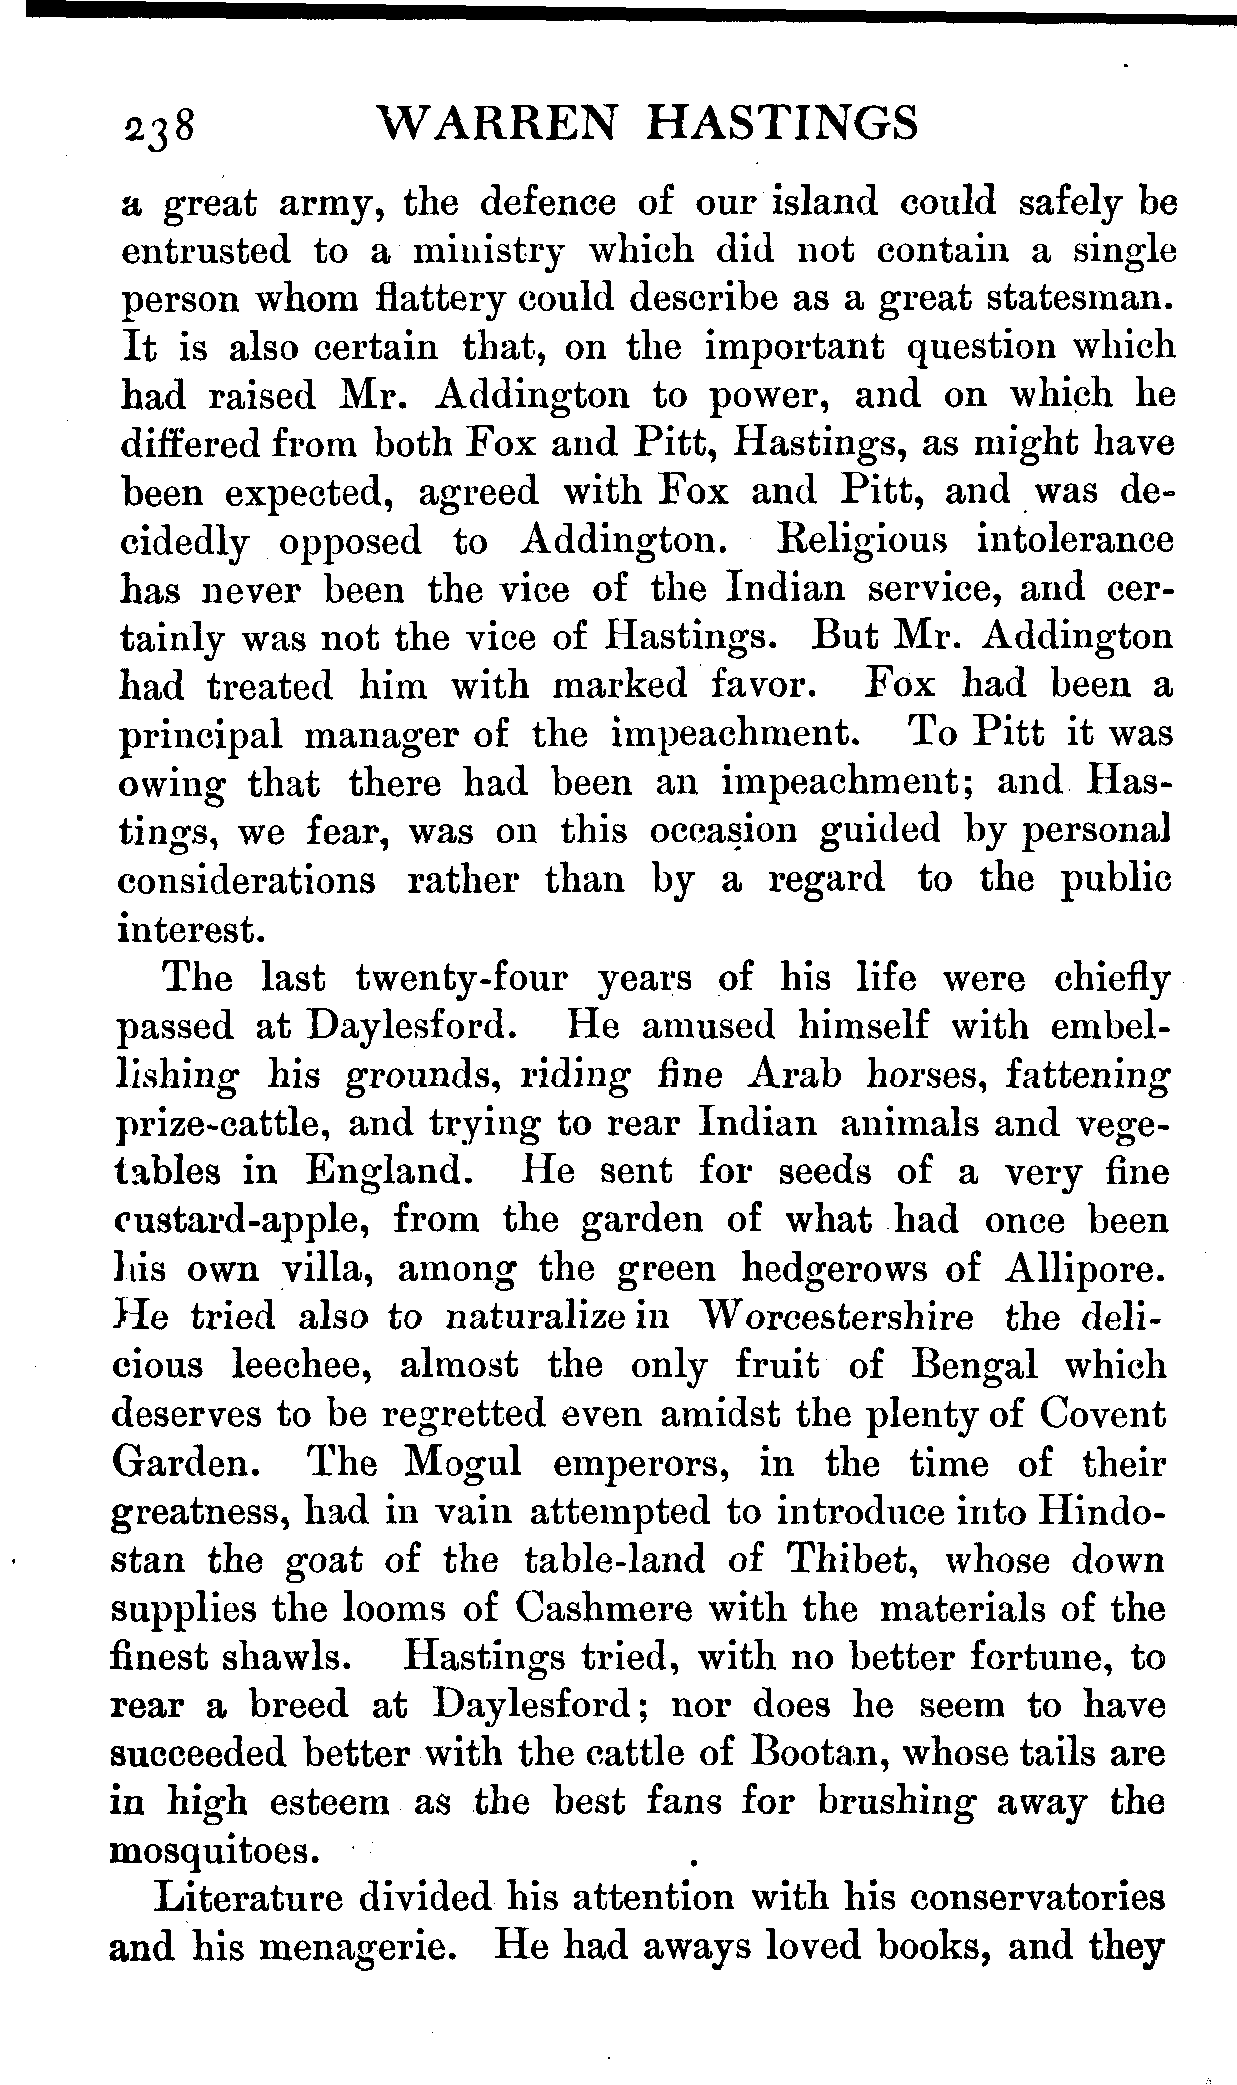 238 WARREN HASTINGS
a great army, the defence of our island could safely be
entrusted to a ministry which did not contain a single
person whom flattery could describe as a great statesman.
It is also certain that, on the important question which
had raised Mr. Addington to power, and on which he
differed from both Fox and Pitt, Hastings, as might have
been expected, agreed with Fox and Pitt, and was de-
cidedly opposed to Addington. Religious intolerance
has never been the vice of the Indian service, and cer-
tainly was not the vice of Hastings. But Mr. Addington
had treated him with marked favor. Fox had been a
principal manager of the impeachment. To Pitt it was
owing that there had been an impeachment; and Has-
tings, we fear, was on this occasion guided by personal
considerations rather than by a regard to the public
interest.
The last twenty-four years of his life were chiefly
passed at Daylesford. He amused himself with embel-
lishing his grounds, riding fine Arab horses, fattening
prize-cattle, and trying to rear Indian animals and vege-
tables in England. He sent for seeds of a very fine
custard-apple, from the garden of what had once been
his own villa, among the green hedgerows of Allipore.
He tried also to naturalize in Worcestershire the deli-
cious leechee, almost the only fruit of Bengal which
deserves to be regretted even amidst the plenty of Covent
Garden. The Mogul emperors, in the time of their
greatness, had in vain attempted to introduce into Hindo-
stan the goat of the table-land of Thibet, whose down
supplies the looms of Cashmere with the materials of the
finest shawls. Hastings tried, with no better fortune, to
rear a breed at Daylesford; nor does he seem to have
succeeded better with the cattle of Bootan, whose tails are
in high esteem as the best fans for brushing away the
mosquitoes.
Literature divided his attention with his conservatories
and his menagerie. He had aways loved books, and they